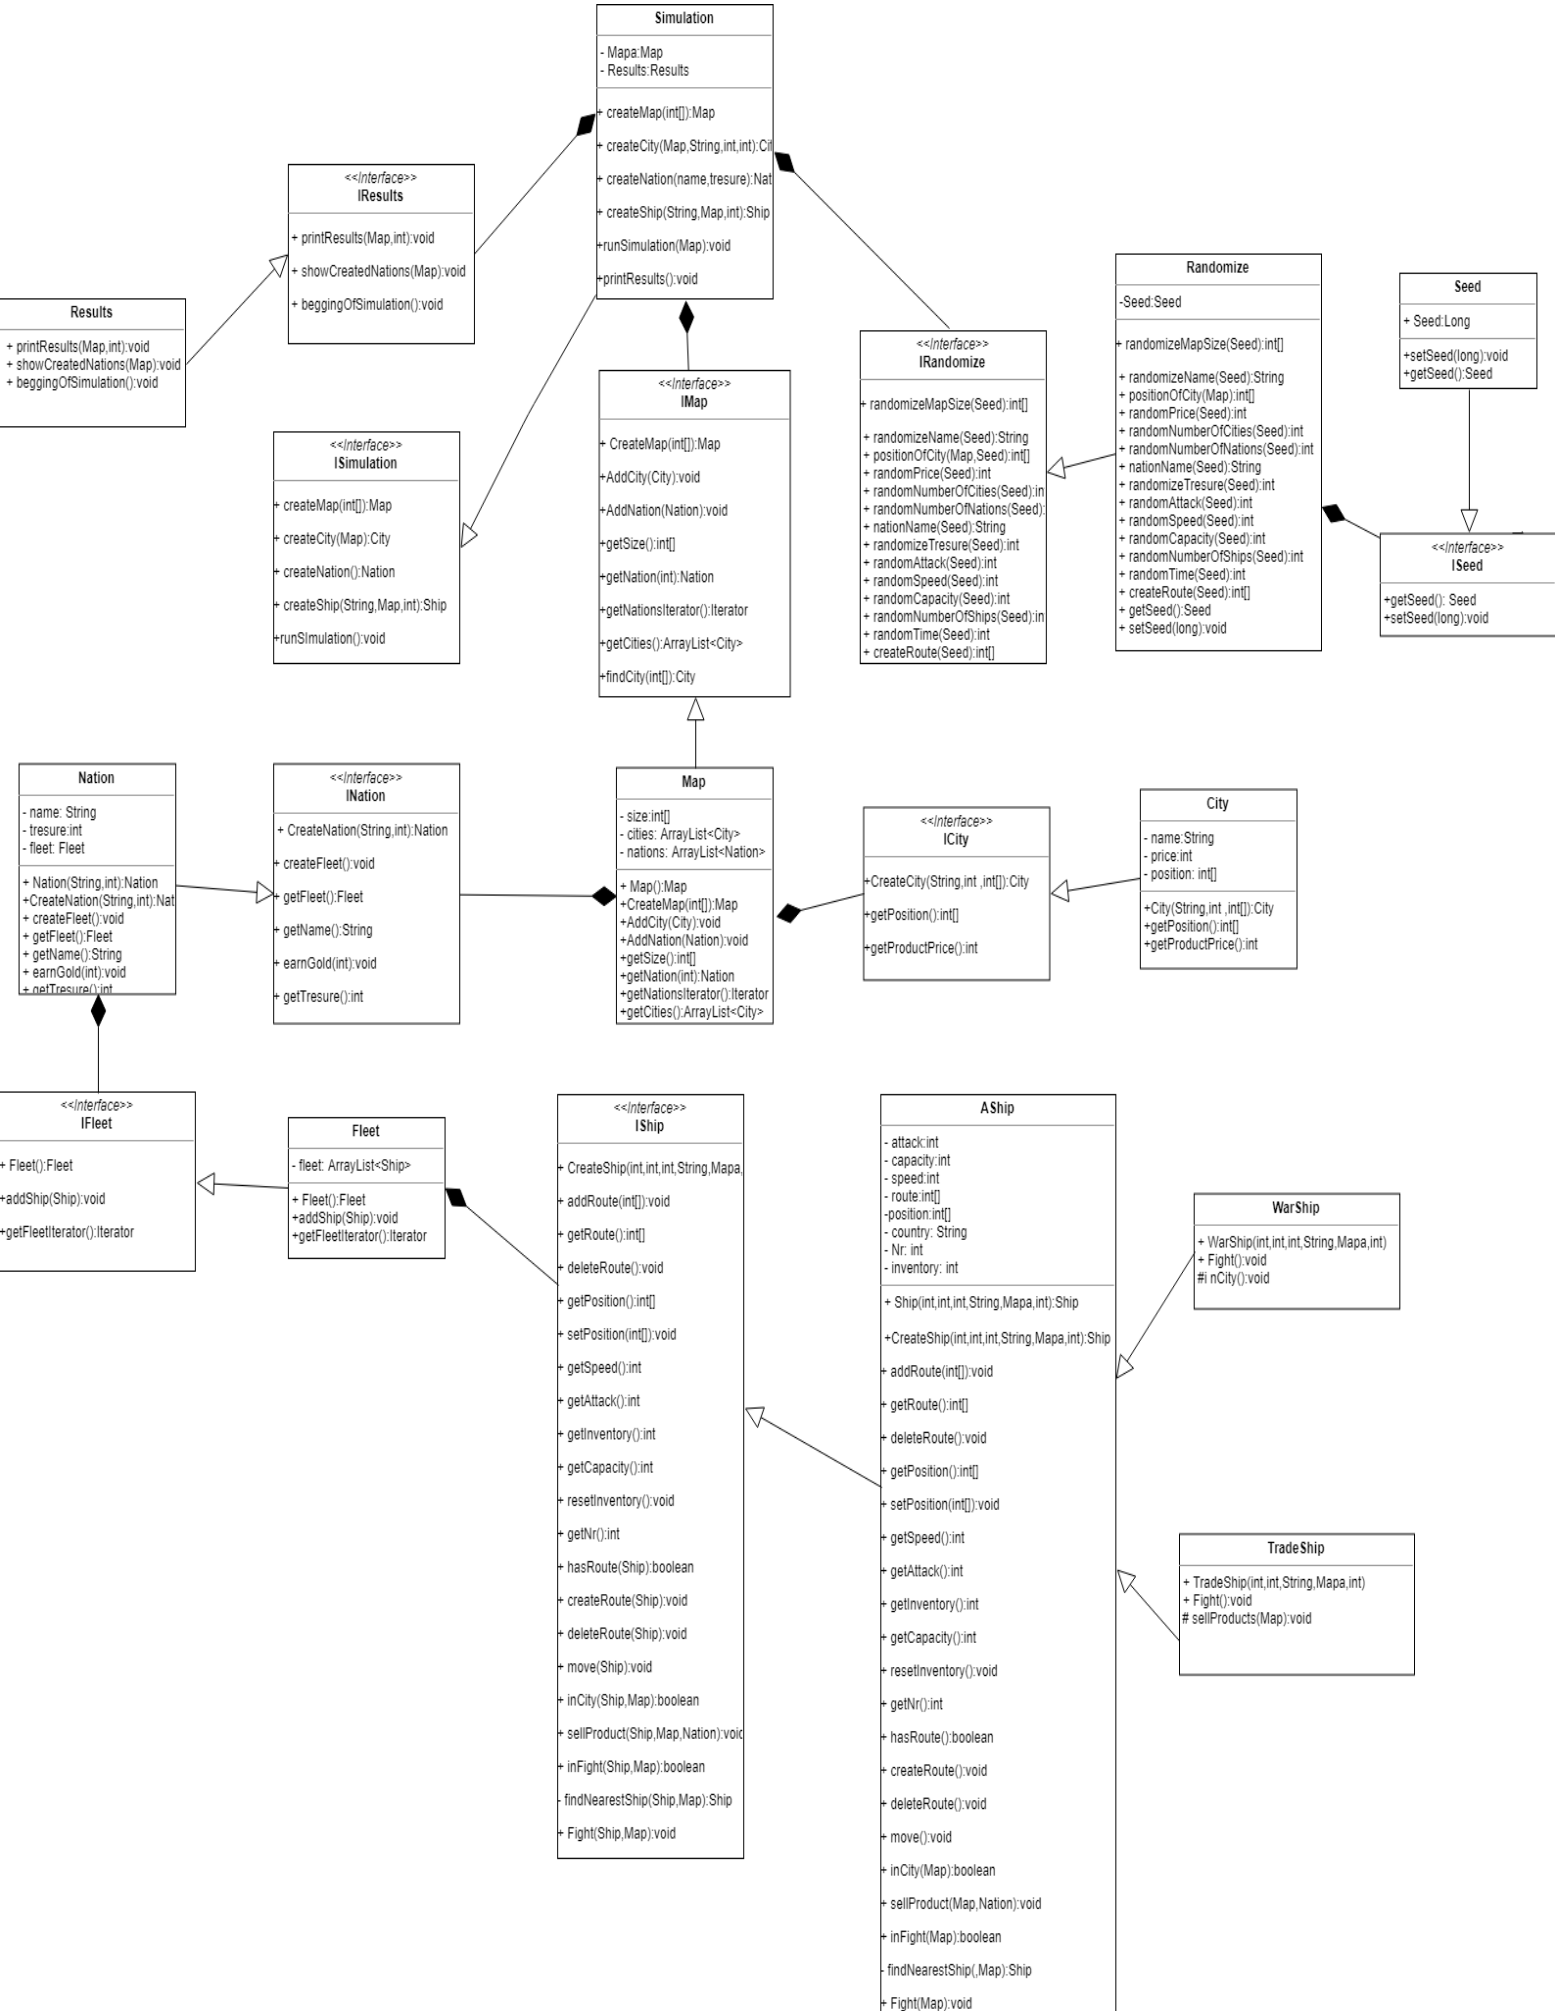 Simulation
- Mapa:Map
- Results:Results
+ createMap(int[]):Map
+ createCity(Map,String,int,int):Cit
+ createNation(name,tresure):Nat
+ createShip(String,Map,int):Ship
+runSimulation(Map):void
+printResults():void
<<Interface>>
IResults
+ printResults(Map,int):void
+ showCreatedNations(Map):void
+ beggingOfSimulation():void
Results
+ printResults(Map,int):void
+ showCreatedNations(Map):void
+ beggingOfSimulation():void
<<Interface>>
ISimulation
+ createMap(int[]):Map
+ createCity(Map):City
+ createNation():Nation
+ createShip(String,Map,int):Ship
+runSImulation():void
<<Interface>>
IMap
+ CreateMap(int[]):Map
+AddCity(City):void
+AddNation(Nation):void
+getSize():int[]
+getNation(int):Nation
+getNationsIterator():Iterator
+getCities():ArrayList<City>
+findCity(int[]):City
<<Interface>>
IRandomize
+ randomizeMapSize(Seed):int[]
+ randomizeName(Seed):String
+ positionOfCity(Map,Seed):int[]
+ randomPrice(Seed):int
+ randomNumberOfCities(Seed):in
+ randomNumberOfNations(Seed):
+ nationName(Seed):String
+ randomizeTresure(Seed):int
+ randomAttack(Seed):int
+ randomSpeed(Seed):int
+ randomCapacity(Seed):int
+ randomNumberOfShips(Seed):in
+ randomTime(Seed):int
+ createRoute(Seed):int[]
Randomize
-Seed:Seed
+ randomizeMapSize(Seed):int[]
+ randomizeName(Seed):String
+ positionOfCity(Map):int[]
+ randomPrice(Seed):int
+ randomNumberOfCities(Seed):int
+ randomNumberOfNations(Seed):int
+ nationName(Seed):String
+ randomizeTresure(Seed):int
+ randomAttack(Seed):int
+ randomSpeed(Seed):int
+ randomCapacity(Seed):int
+ randomNumberOfShips(Seed):int
+ randomTime(Seed):int
+ createRoute(Seed):int[]
+ getSeed():Seed
+ setSeed(long):void
Seed
+ Seed:Long
+setSeed(long):void
+getSeed():Seed
<<Interface>>
ISeed
+getSeed(): Seed
+setSeed(long):void
Nation
- name: String
- tresure:int
- fleet: Fleet
+ Nation(String,int):Nation
+CreateNation(String,int):Nat
+ createFleet():void
+ getFleet():Fleet
+ getName():String
+ earnGold(int):void
+ getTresure():int
<<Interface>>
INation
+ CreateNation(String,int):Nation
+ createFleet():void
+ getFleet():Fleet
+ getName():String
+ earnGold(int):void
+ getTresure():int
Map
- size:int[]
- cities: ArrayList<City>
- nations: ArrayList<Nation>
+ Map():Map
+CreateMap(int[]):Map
+AddCity(City):void
+AddNation(Nation):void
+getSize():int[]
+getNation(int):Nation
+getNationsIterator():Iterator
+getCities():ArrayList<City>
<<Interface>>
ICity
+CreateCity(String,int ,int[]):City
+getPosition():int[]
+getProductPrice():int
City
- name:String
- price:int
- position: int[]
+City(String,int ,int[]):City
+getPosition():int[]
+getProductPrice():int
<<Interface>>
IFleet
+ Fleet():Fleet
+addShip(Ship):void
+getFleetIterator():Iterator
Fleet
- fleet: ArrayList<Ship>
+ Fleet():Fleet
+addShip(Ship):void
+getFleetIterator():Iterator
<<Interface>>
IShip
+ CreateShip(int,int,int,String,Mapa,
+ addRoute(int[]):void
+ getRoute():int[]
+ deleteRoute():void
+ getPosition():int[]
+ setPosition(int[]):void
+ getSpeed():int
+ getAttack():int
+ getInventory():int
+ getCapacity():int
+ resetInventory():void
+ getNr():int
+ hasRoute(Ship):boolean
+ createRoute(Ship):void
+ deleteRoute(Ship):void
+ move(Ship):void
+ inCity(Ship,Map):boolean
+ sellProduct(Ship,Map,Nation):void
+ inFight(Ship,Map):boolean
- findNearestShip(Ship,Map):Ship
+ Fight(Ship,Map):void
AShip
- attack:int
- capacity:int
- speed:int
- route:int[]
-position:int[]
- country: String
- Nr: int
- inventory: int
+ Ship(int,int,int,String,Mapa,int):Ship
+CreateShip(int,int,int,String,Mapa,int):Ship
+ addRoute(int[]):void
+ getRoute():int[]
+ deleteRoute():void
+ getPosition():int[]
+ setPosition(int[]):void
+ getSpeed():int
+ getAttack():int
+ getInventory():int
+ getCapacity():int
+ resetInventory():void
+ getNr():int
+ hasRoute():boolean
+ createRoute():void
+ deleteRoute():void
+ move():void
+ inCity(Map):boolean
+ sellProduct(Map,Nation):void
+ inFight(Map):boolean
- findNearestShip(,Map):Ship
+ Fight(Map):void
WarShip
+ WarShip(int,int,int,String,Mapa,int)
+ Fight():void
#i nCity():void
TradeShip
+ TradeShip(int,int,String,Mapa,int)
+ Fight():void
# sellProducts(Map):void